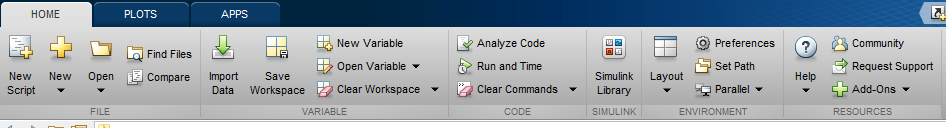 HOME PLOTS APPS
New Script
New
Open
Find Files
Compare
Import Data
Save Workspace
New Variable
Open Variable
Clear Workspace
Analyze Code
Run and Time
Clear Commands
Simulink Library
Layout
Preferences
Set Path
Parallel
Help
Community
Request Support
Add-Ons
FILE VARIABLE CODE SIMULINK ENVIRONMENT RESOURCES